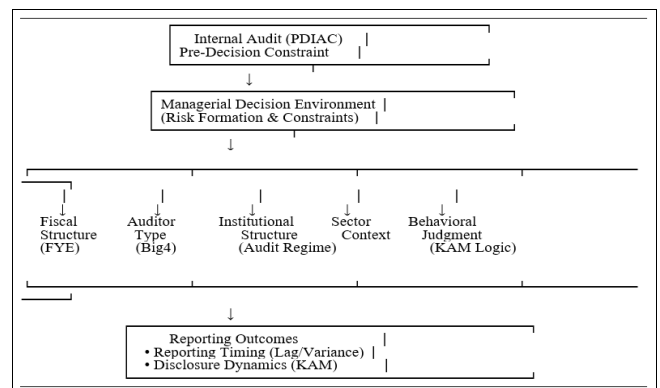 Internal Audit (PDIAC) |
Pre-Decision Constraint |
↓
Managerial Decision Environment |
(Risk Formation & Constraints) |
↓
| | | | |
↓ ↓ ↓ ↓ ↓
Fiscal Auditor Institutional Sector Behavioral
Structure Type Structure Context Judgment
(FYE) (Big4) (Audit Regime) (KAM Logic)
↓
Reporting Outcomes |
• Reporting Timing (Lag/Variance) |
• Disclosure Dynamics (KAM) |